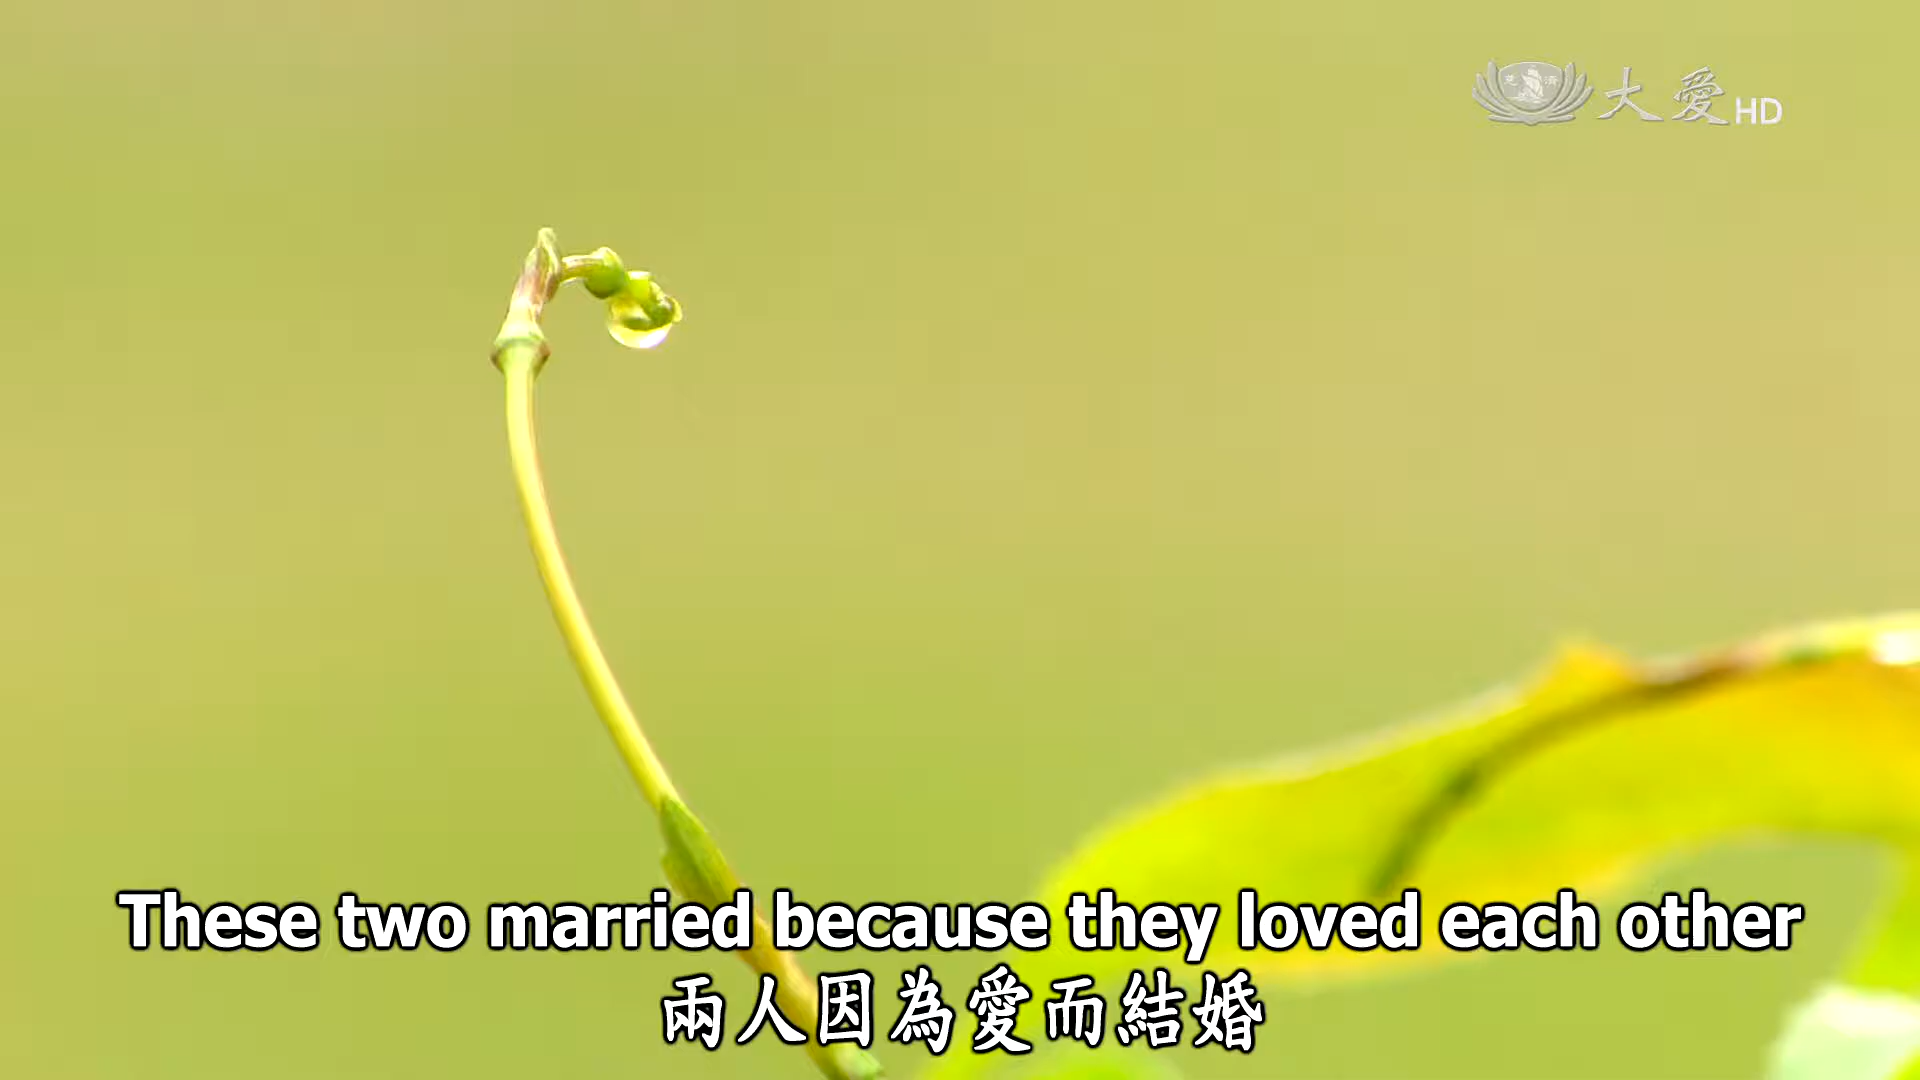 大愛HD
These two married because they loved each other
兩人因為愛而結婚